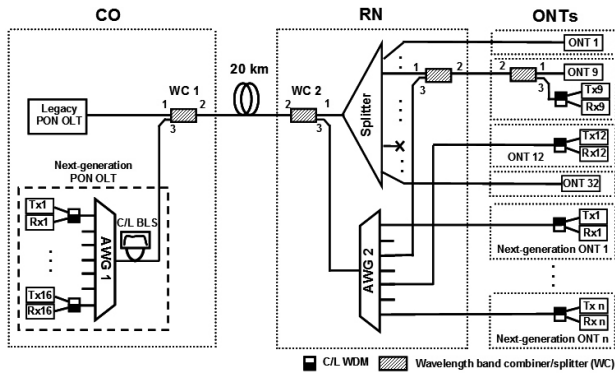 CO
RN
ONTs
20 km
WC 1
WC 2
1
2
3
2
1
3
Legacy
PON OLT
Next-generation
PON OLT
Tx1
Rx1
C/L BLS
AWG 1
Tx16
Rx16
Splitter
1
2
3
AWG 2
ONT 1
2
1
3
ONT 9
Tx9
Rx9
Tx12
Rx12
ONT 12
ONT 32
Tx1
Rx1
Next-generation ONT 1
Tx n
Rx n
Next-generation ONT n
C/L WDM
Wavelength band combiner/splitter (WC)